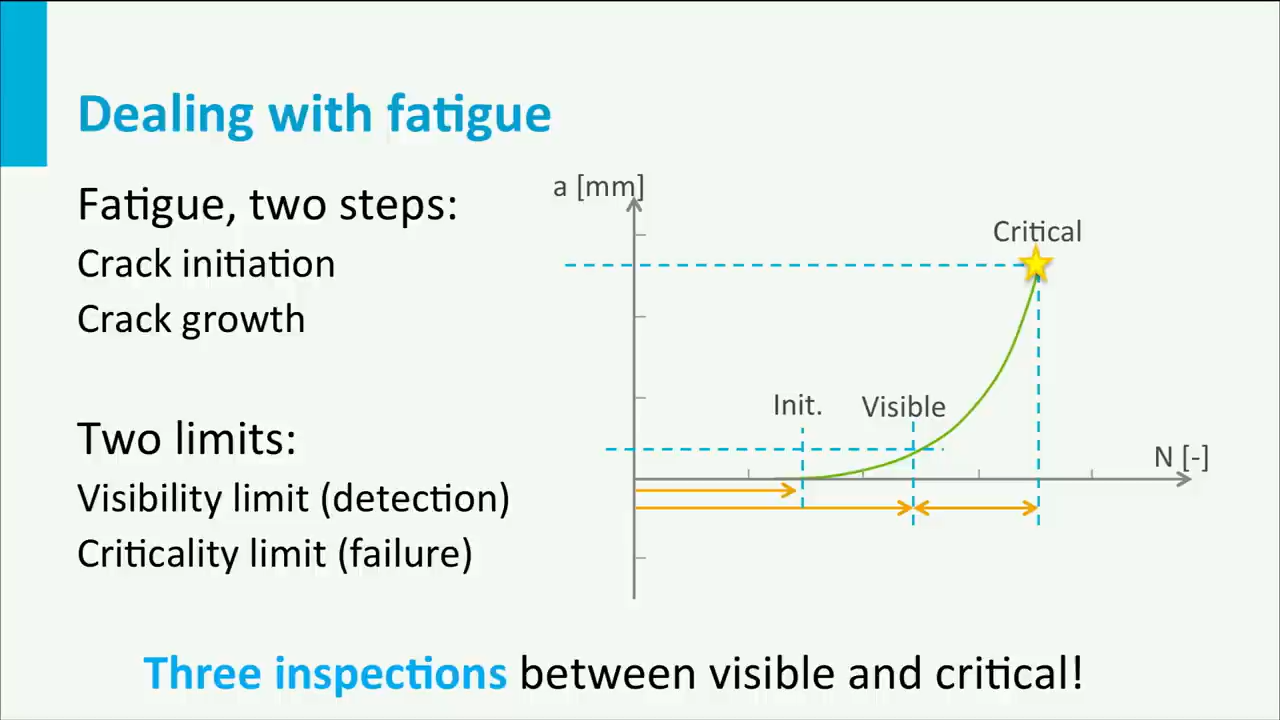 Dealing with fatigue
Fatigue, two steps:
Crack initiation
Crack growth
Two limits:
Visibility limit (detection)
Criticality limit (failure)
a [mm]
Critical
Init.
Visible
N [-]
Three inspections between visible and critical!